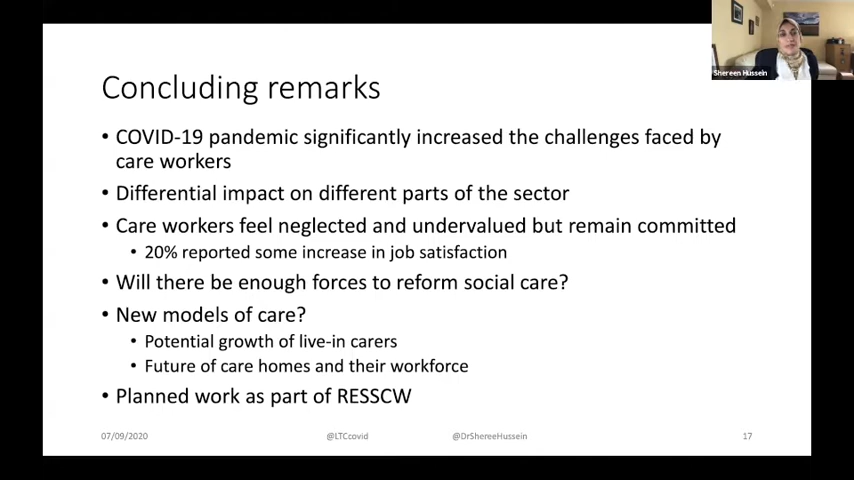 Shereen Hussein
Concluding remarks
• COVID-19 pandemic significantly increased the challenges faced by
care workers
• Differential impact on different parts of the sector
• Care workers feel neglected and undervalued but remain committed
• 20% reported some increase in job satisfaction
• Will there be enough forces to reform social care?
• New models of care?
• Potential growth of live-in carers
• Future of care homes and their workforce
• Planned work as part of RESSCW
07/09/2020 @LTCcovid @DrShereeHussein 17